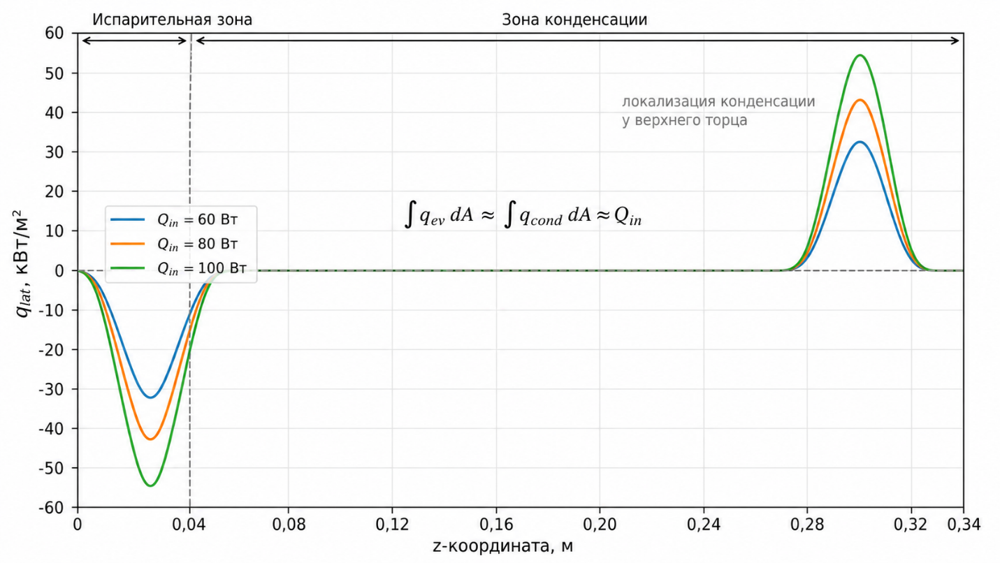 Испарительная зона
Зона конденсации
60
50
40
30
20
10
0
-10
-20
-30
-40
-50
-60
q_lat, кВт/м²
локализация конденсации
у верхнего торца
∫ q_ev dA ≈ ∫ q_cond dA ≈ Q_in
Q_in = 60 Вт
Q_in = 80 Вт
Q_in = 100 Вт
0 0,04 0,08 0,12 0,16 0,20 0,24 0,28 0,32 0,34
z-координата, м